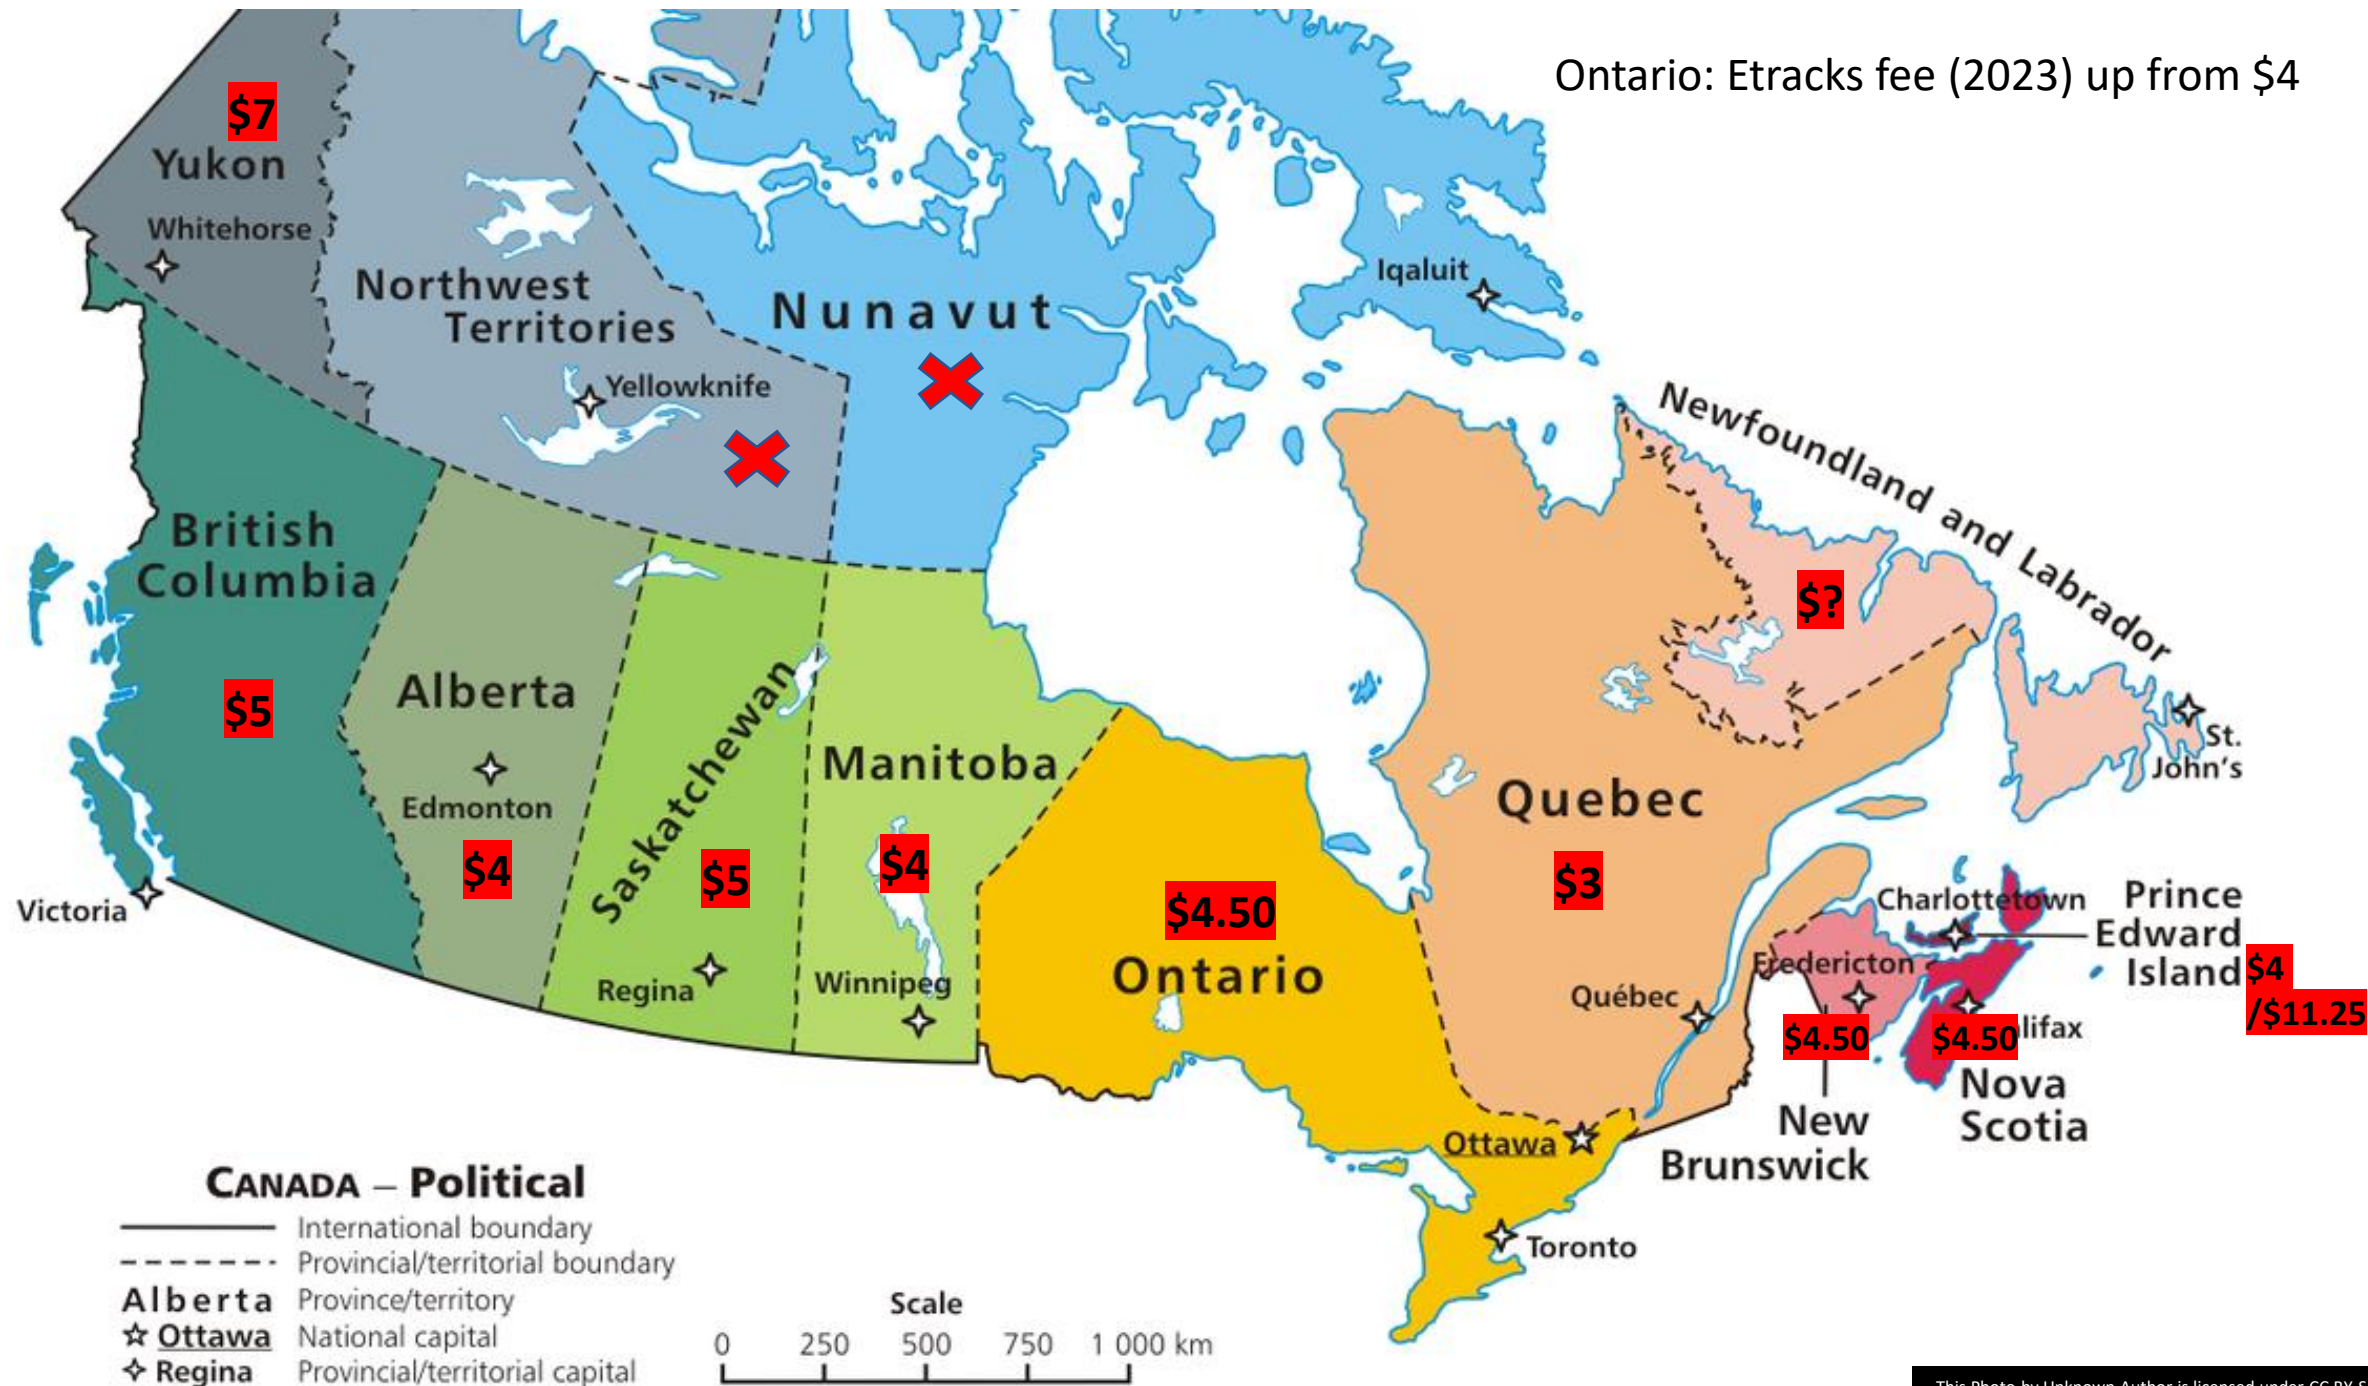 Ontario: Etracks fee (2023) up from $4
$7
Yukon
Whitehorse
Northwest
Territories
Yellowknife
Nunavut
Iqaluit
Newfoundland and Labrador
$?
St.
John's
British
Columbia
$5
Victoria
Alberta
Edmonton
$4
Saskatchewan
$5
Regina
Manitoba
$4
Winnipeg
$4.50
Ontario
Ottawa
Toronto
Quebec
$3
Québec
Charlottetown
Prince
Edward
Island
$4
/$11.25
Fredericton
$4.50
New
Brunswick
$4.50
lifax
Nova
Scotia
CANADA – Political
International boundary
Provincial/territorial boundary
Alberta Province/territory
Ottawa National capital
Regina Provincial/territorial capital
Scale
0 250 500 750 1 000 km